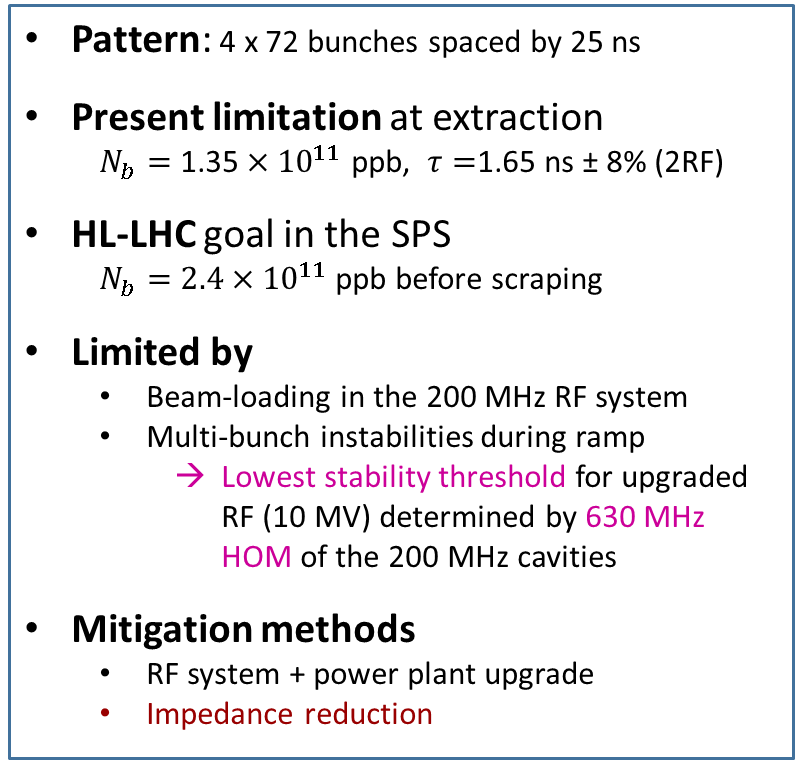 • Pattern: 4 x 72 bunches spaced by 25 ns
• Present limitation at extraction
N_b = 1.35 × 10^11 ppb, τ =1.65 ns ± 8% (2RF)
• HL-LHC goal in the SPS
N_b = 2.4 × 10^11 ppb before scraping
• Limited by
• Beam-loading in the 200 MHz RF system
• Multi-bunch instabilities during ramp
→ Lowest stability threshold for upgraded
RF (10 MV) determined by 630 MHz
HOM of the 200 MHz cavities
• Mitigation methods
• RF system + power plant upgrade
• Impedance reduction